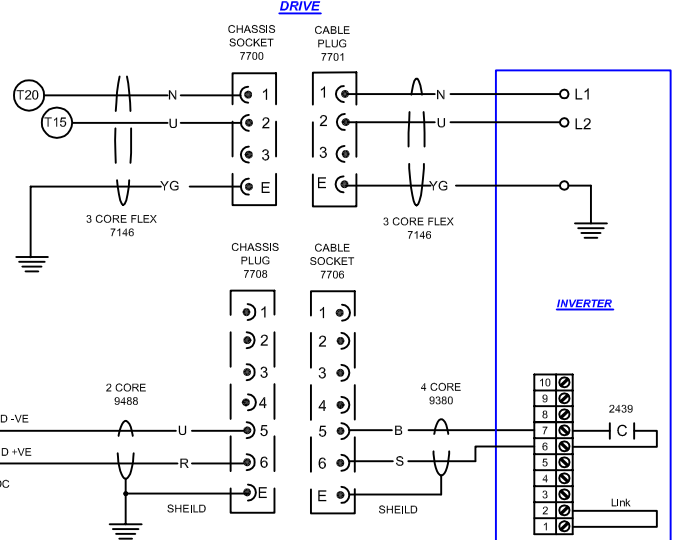 DRIVE
CHASSIS
SOCKET
7700
CABLE
PLUG
7701
T20
N
1
1
N
L1
T15
U
2
2
U
L2
3
3
YG
E
E
YG
3 CORE FLEX
7146
3 CORE FLEX
7146
CHASSIS
PLUG
7708
CABLE
SOCKET
7706
INVERTER
1
1
2
2
3
3
4
4
2 CORE
9488
4 CORE
9380
D -VE
U
5
5
B
D +VE
R
6
6
S
OC
E
E
SHEILD
SHEILD
10
9
8
7
6
5
4
3
2
1
2439
C
LInk